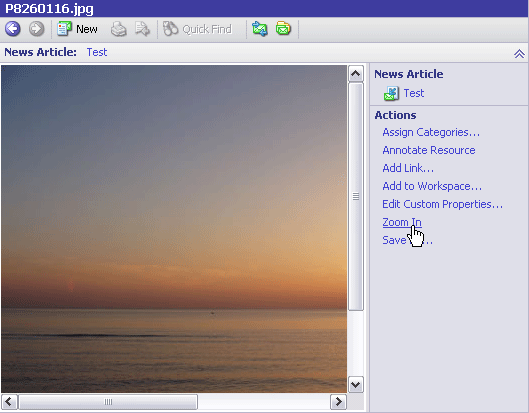 P8260116.jpg
New Quick Find
News Article: Test
News Article
Test
Actions
Assign Categories...
Annotate Resource
Add Link...
Add to Workspace...
Edit Custom Properties...
Zoom In
Save